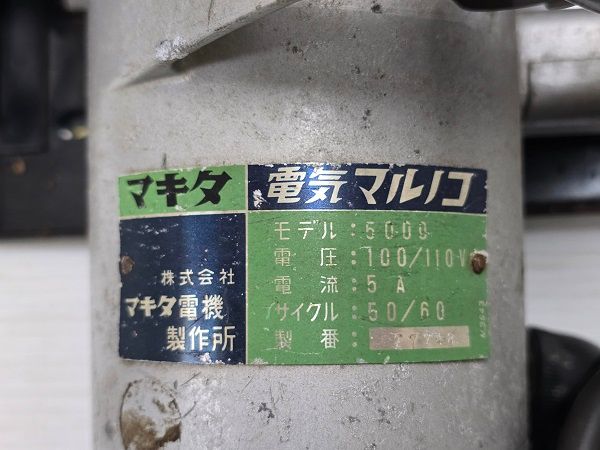 マキタ 電気マルノコ
モデル: 5000
電圧: 100/110V
電流: 5A
サイクル: 50/60
製番:
株式会社
マキタ電機
製作所